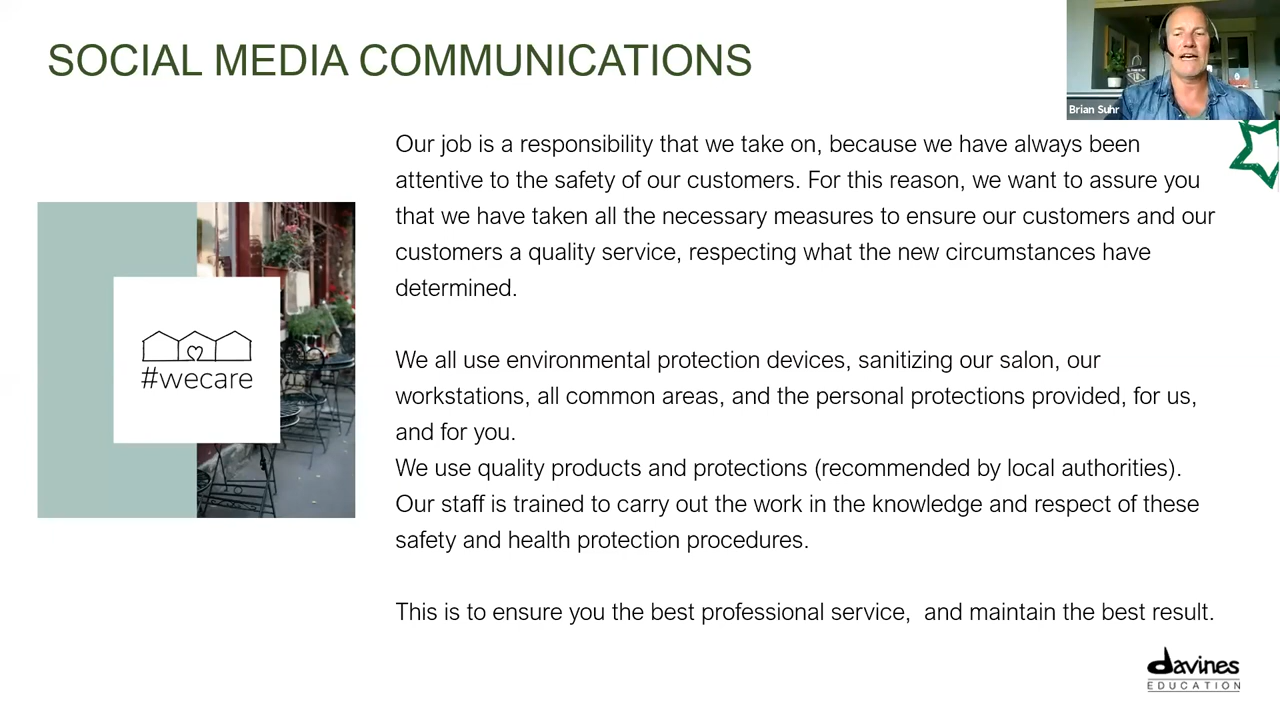 SOCIAL MEDIA COMMUNICATIONS
Brian Suhr
Our job is a responsibility that we take on, because we have always been
attentive to the safety of our customers. For this reason, we want to assure you
that we have taken all the necessary measures to ensure our customers and our
customers a quality service, respecting what the new circumstances have
determined.
#wecare
We all use environmental protection devices, sanitizing our salon, our
workstations, all common areas, and the personal protections provided, for us,
and for you.
We use quality products and protections (recommended by local authorities).
Our staff is trained to carry out the work in the knowledge and respect of these
safety and health protection procedures.
This is to ensure you the best professional service,  and maintain the best result.
davines
EDUCATION